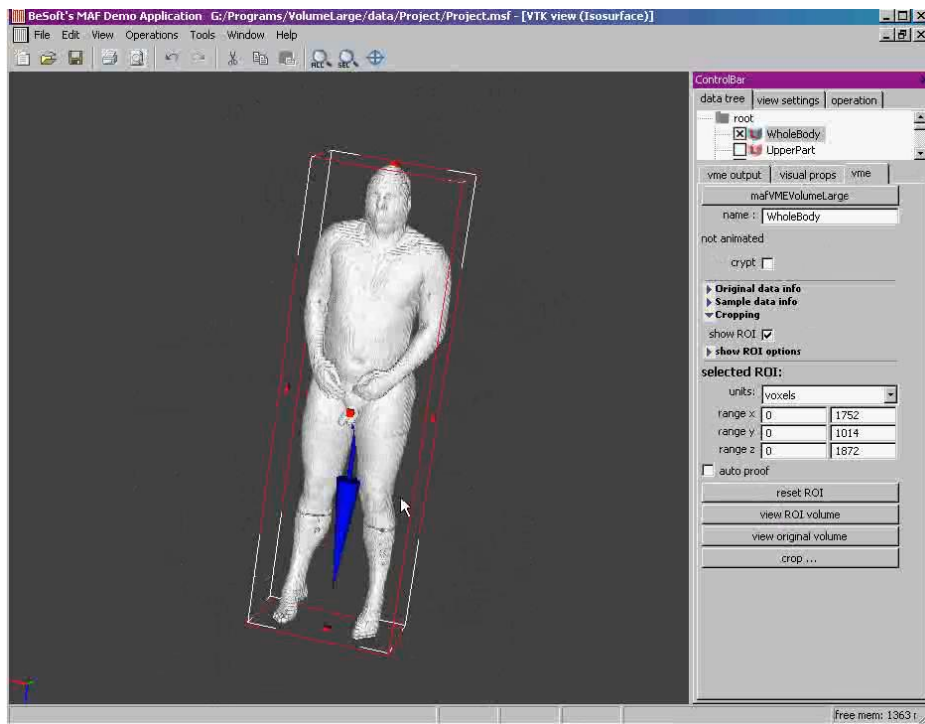 BeSoft's MAF Demo Application G:/Programs/VolumeLarge/data/Project/Project.msf - [VTK view (Isosurface)]
File Edit View Operations Tools Window Help
ControlBar
data tree view settings operation
root
WholeBody
UpperPart
vme output visual props vme
mafVMEVolumeLarge
name : WholeBody
not animated
crypt
Original data info
Sample data info
Cropping
show ROI
show ROI options
selected ROI:
units: voxels
range x 0 1752
range y 0 1014
range z 0 1872
auto proof
reset ROI
view ROI volume
view original volume
crop ...
free mem: 1363